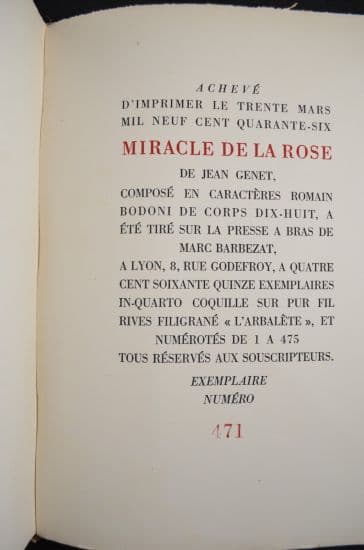 ACHEVÉ
D'IMPRIMER LE TRENTE MARS
MIL NEUF CENT QUARANTE-SIX
MIRACLE DE LA ROSE
DE JEAN GENET,
COMPOSÉ EN CARACTÈRES ROMAIN
BODONI DE CORPS DIX-HUIT, A
ÉTÉ TIRÉ SUR LA PRESSE A BRAS DE
MARC BARBEZAT,
A LYON, 8, RUE GODEFROY, A QUATRE
CENT SOIXANTE QUINZE EXEMPLAIRES
IN-QUARTO COQUILLE SUR PUR FIL
RIVES FILIGRANÉ « L'ARBALÈTE », ET
NUMÉROTÉS DE 1 A 475
TOUS RÉSERVÉS AUX SOUSCRIPTEURS.
EXEMPLAIRE
NUMÉRO
471